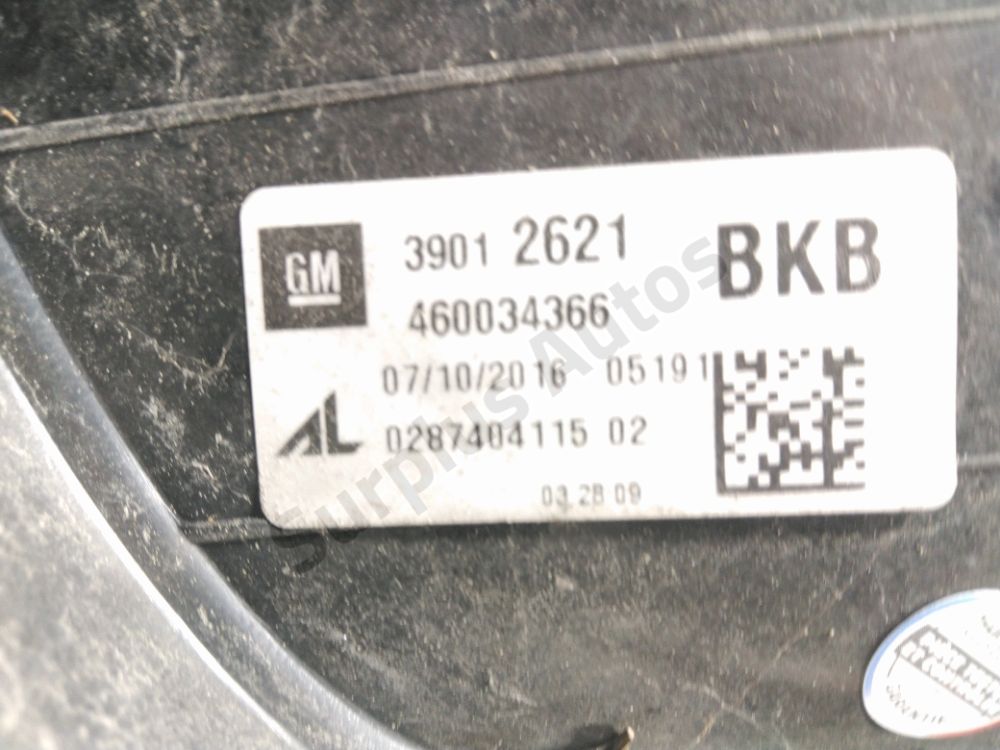 GM 3901 2621 BKB
460034366
07/10/2016 05191
AL 0287404115 02
03 28 09
Surplus Autos